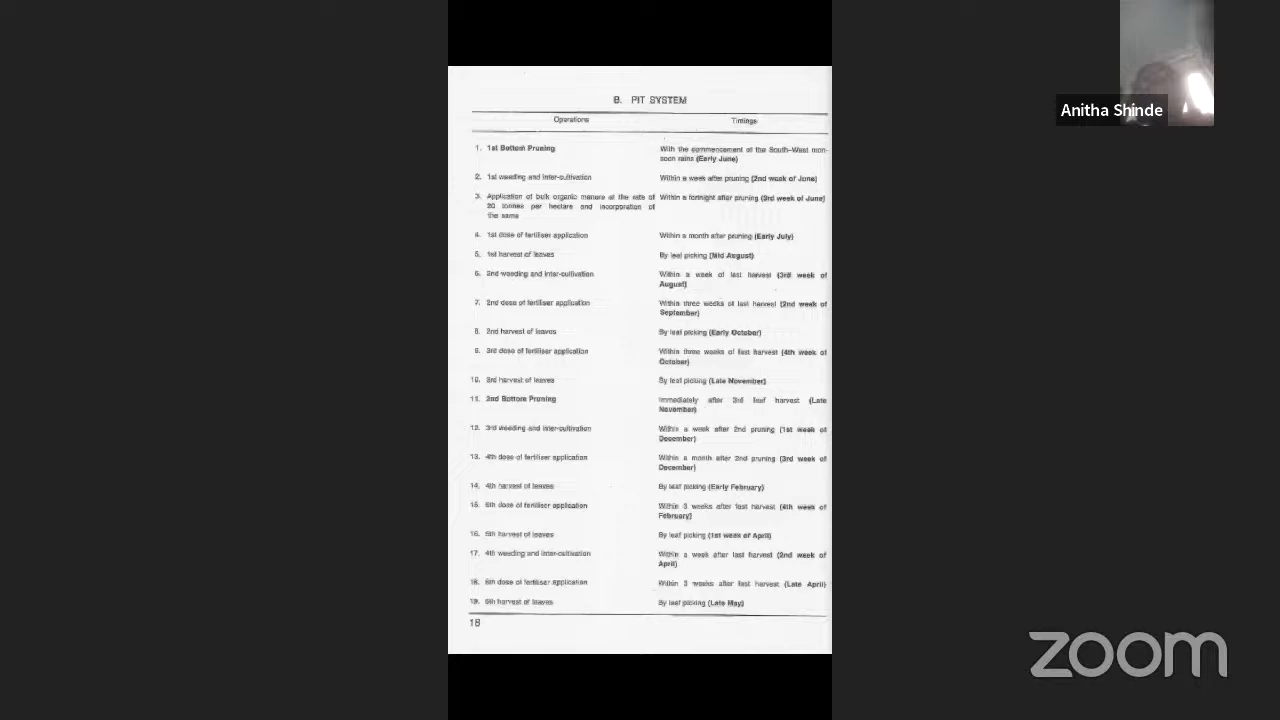 Anitha Shinde
B. PIT SYSTEM
Operations Timings
1. 1st Bottom Pruning With the commencement of the South-West mon-
soon rains (Early June)
2. 1st weeding and inter-cultivation Within a week after pruning (2nd week of June)
3. Application of bulk organic manure at the rate of Within a fortnight after pruning (3rd week of June)
20 tonnes per hectare and incorporation of
the same
4. 1st dose of fertiliser application Within a month after pruning (Early July)
5. 1st harvest of leaves By leaf picking (Mid August)
6. 2nd weeding and inter-cultivation Within a week of last harvest (3rd week of
August)
7. 2nd dose of fertiliser application Within three weeks of last harvest (2nd week of
September)
8. 2nd harvest of leaves By leaf picking (Early October)
9. 3rd dose of fertiliser application Within three weeks of last harvest (4th week of
October)
10. 3rd harvest of leaves By leaf picking (Late November)
11. 2nd Bottom Pruning Immediately after 3rd leaf harvest (Late
November)
12. 3rd weeding and inter-cultivation Within a week after 2nd pruning (1st week of
December)
13. 4th dose of fertiliser application Within a month after 2nd pruning (3rd week of
December)
14. 4th harvest of leaves By leaf picking (Early February)
15. 5th dose of fertiliser application Within 3 weeks after last harvest (4th week of
February)
16. 5th harvest of leaves By leaf picking (1st week of April)
17. 4th weeding and inter-cultivation Within a week after last harvest (2nd week of
April)
18. 6th dose of fertiliser application Within 3 weeks after last harvest (Late April)
19. 6th harvest of leaves By leaf picking (Late May)
18
zoom